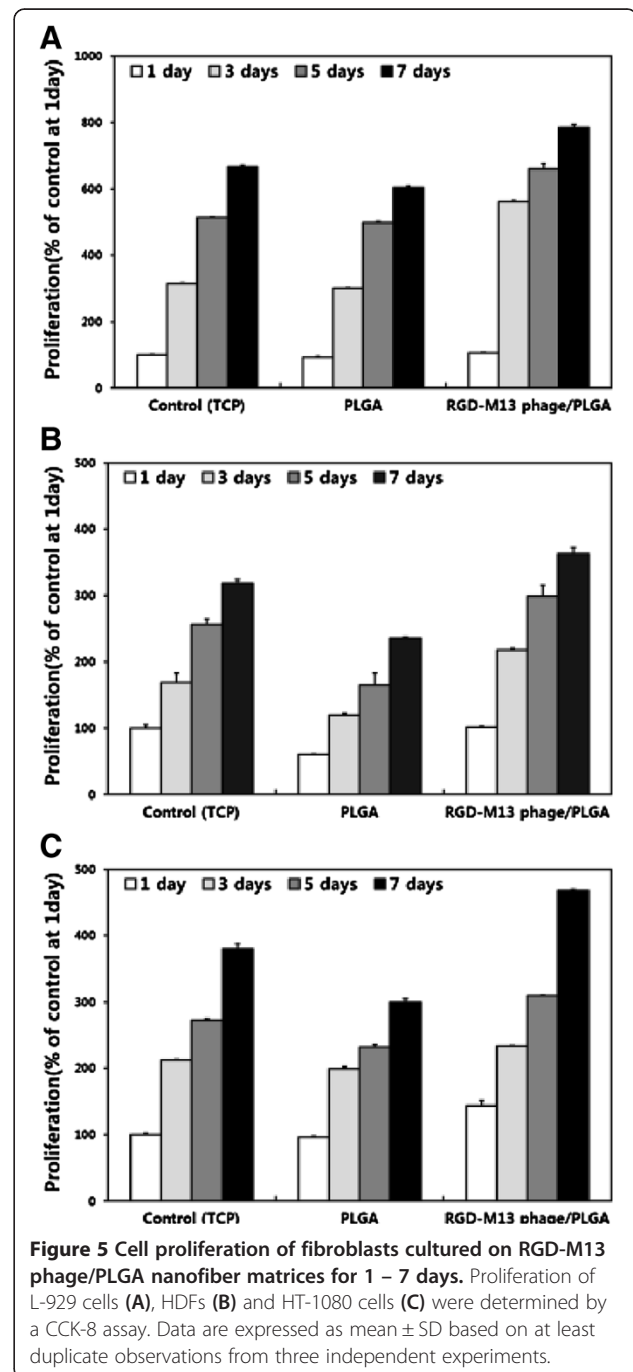 A
1000
1 day 3 days 5 days 7 days
800
600
400
200
0
Proliferation(% of control at 1day)
Control (TCP) PLGA RGD-M13 phage/PLGA
B
500
1 day 3 days 5 days 7 days
400
300
200
100
0
Proliferation(% of control at 1day)
Control (TCP) PLGA RGD-M13 phage/PLGA
C
500
1 day 3 days 5 days 7 days
400
300
200
100
0
Proliferation(% of control at 1day)
Control (TCP) PLGA RGD-M13 phage/PLGA
Figure 5 Cell proliferation of fibroblasts cultured on RGD-M13
phage/PLGA nanofiber matrices for 1 – 7 days. Proliferation of
L-929 cells (A), HDFs (B) and HT-1080 cells (C) were determined by
a CCK-8 assay. Data are expressed as mean ± SD based on at least
duplicate observations from three independent experiments.